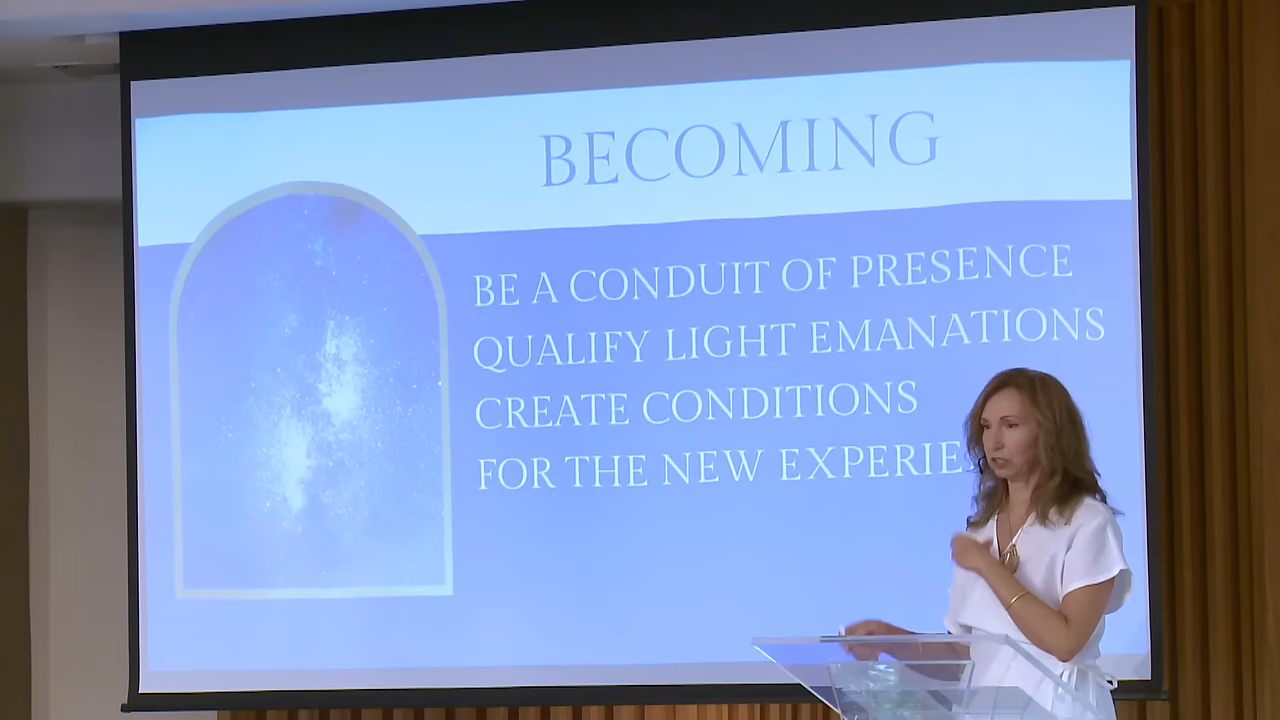 BECOMING
BE A CONDUIT OF PRESENCE
QUALIFY LIGHT EMANATIONS
CREATE CONDITIONS
FOR THE NEW